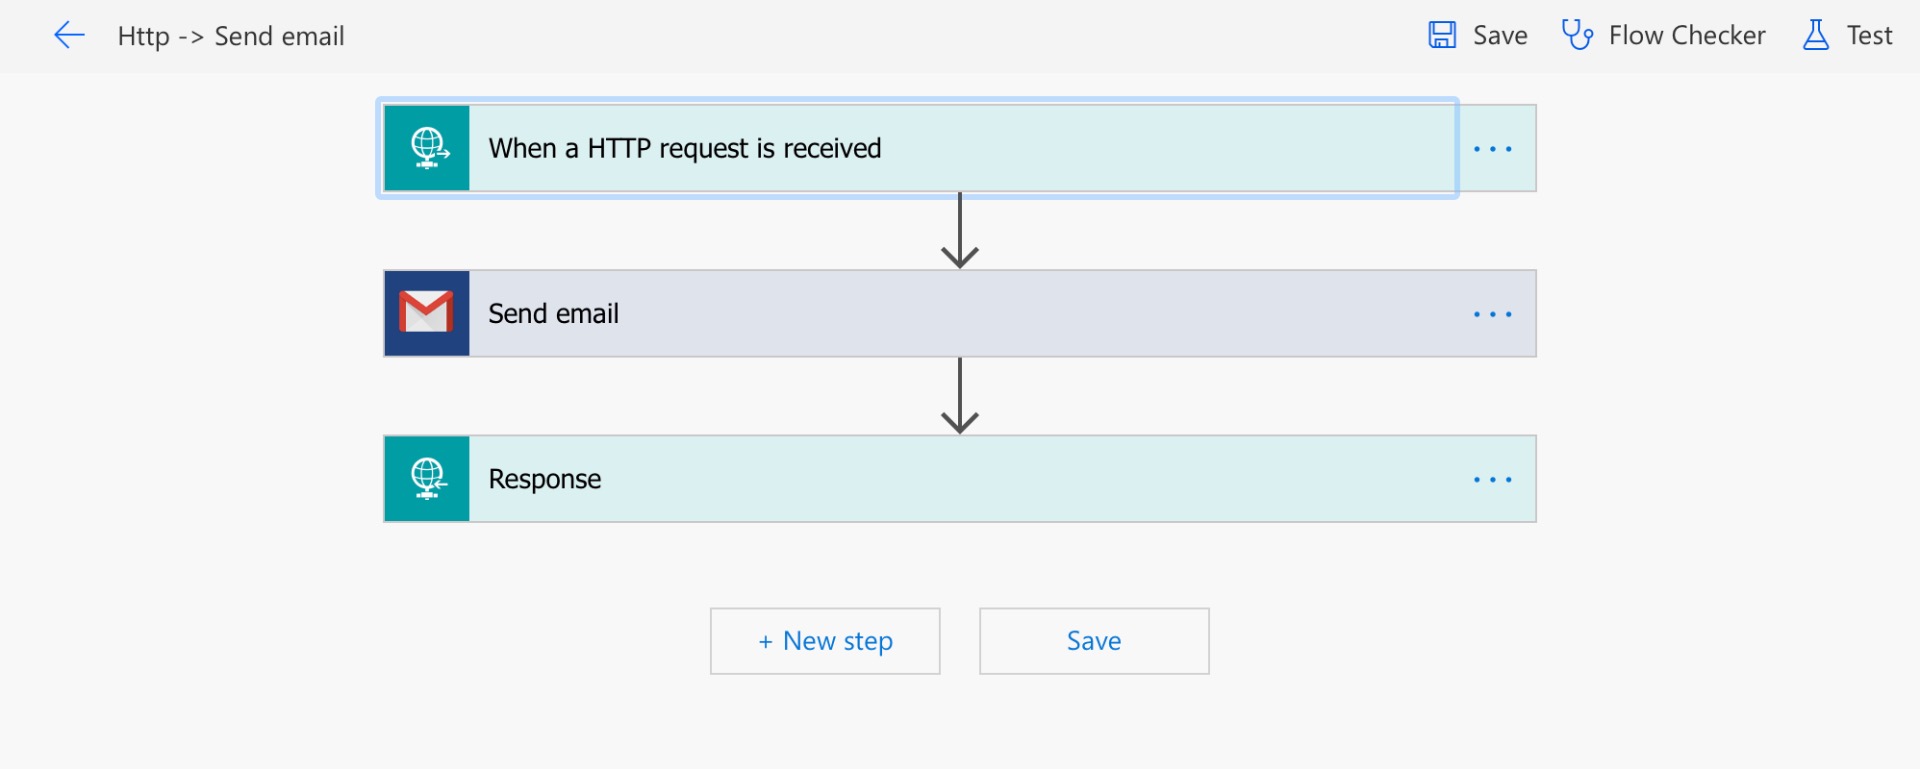 Http -> Send email
Save
Flow Checker
Test
When a HTTP request is received
Send email
Response
+ New step
Save